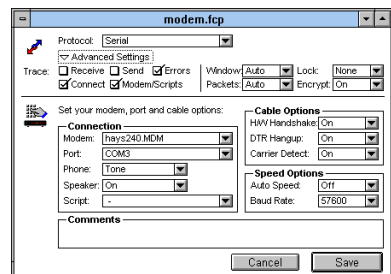 modem.fcp
Protocol: Serial
Advanced Settings
Trace: Receive Send Errors Window: Auto Lock: None
Connect Modem/Scripts Packets: Auto Encrypt: On
Set your modem, port and cable options:
Cable Options
Connection
H/W Handshake: On
Modem: hays240.MDM
DTR Hangup: On
Port: COM3
Carrier Detect: On
Phone: Tone
Speed Options
Speaker: On
Auto Speed: Off
Script: -
Baud Rate: 57600
Comments
Cancel Save